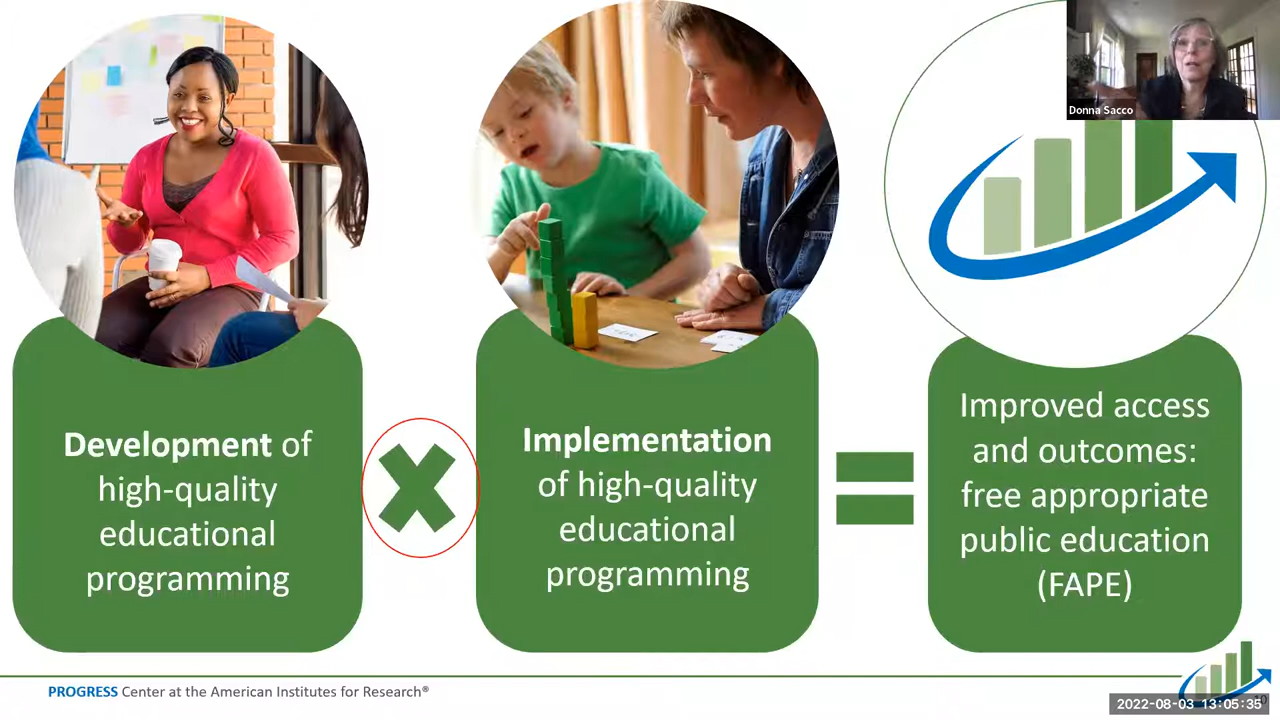 Donna Sacco
Development of
high-quality
educational
programming
Implementation
of high-quality
educational
programming
Improved access
and outcomes:
free appropriate
public education
(FAPE)
PROGRESS Center at the American Institutes for Research®
2022-08-03 13:05:35